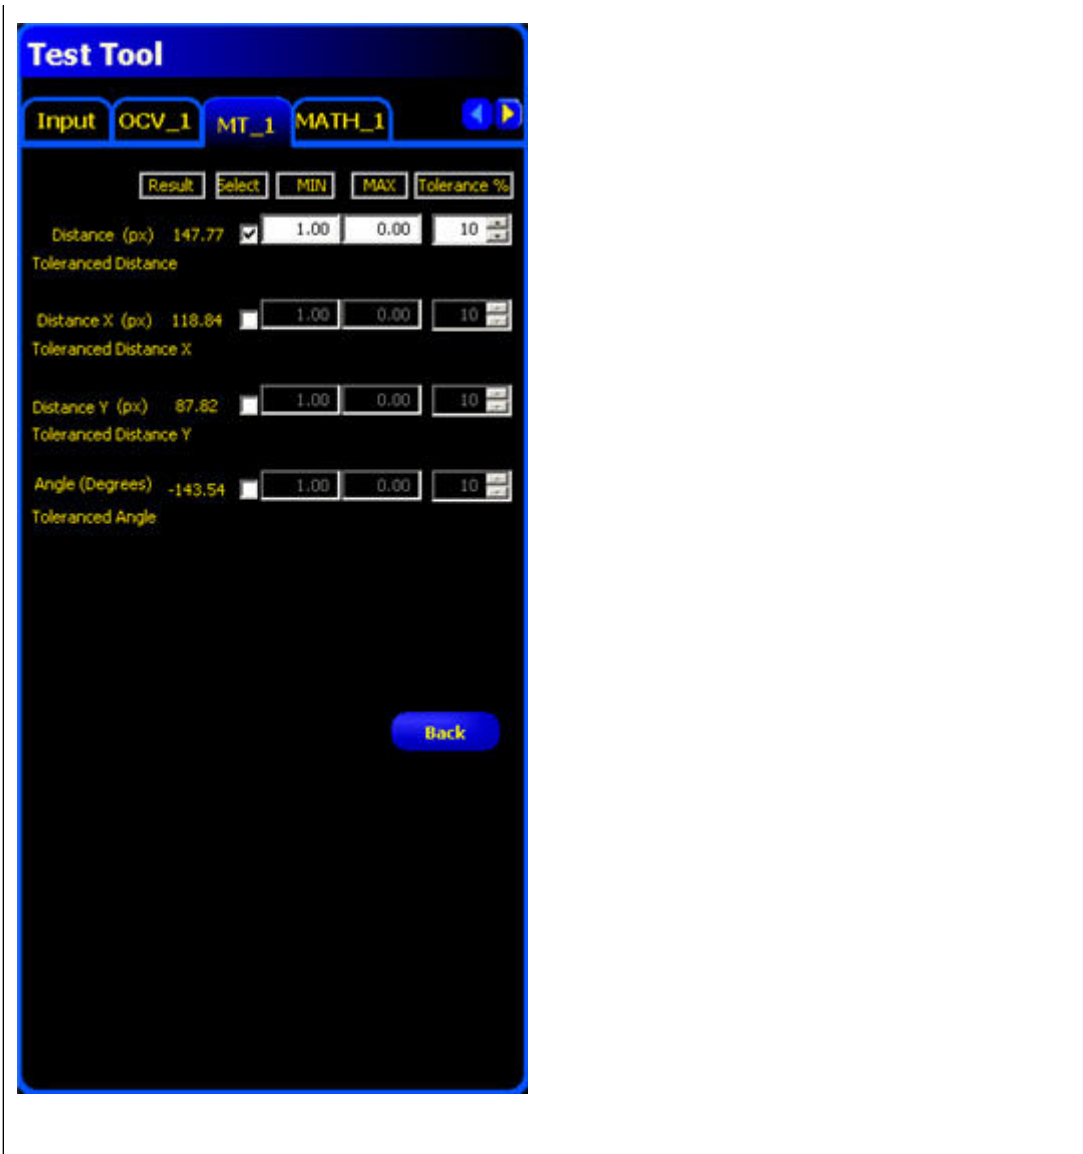 Test Tool
Input OCV_1 MT_1 MATH_1
Result Select MIN MAX Tolerance %
Distance (px) 147.77 1.00 0.00 10
Toleranced Distance
Distance X (px) 118.84 1.00 0.00 10
Toleranced Distance X
Distance Y (px) 87.82 1.00 0.00 10
Toleranced Distance Y
Angle (Degrees) -143.54 1.00 0.00 10
Toleranced Angle
Back